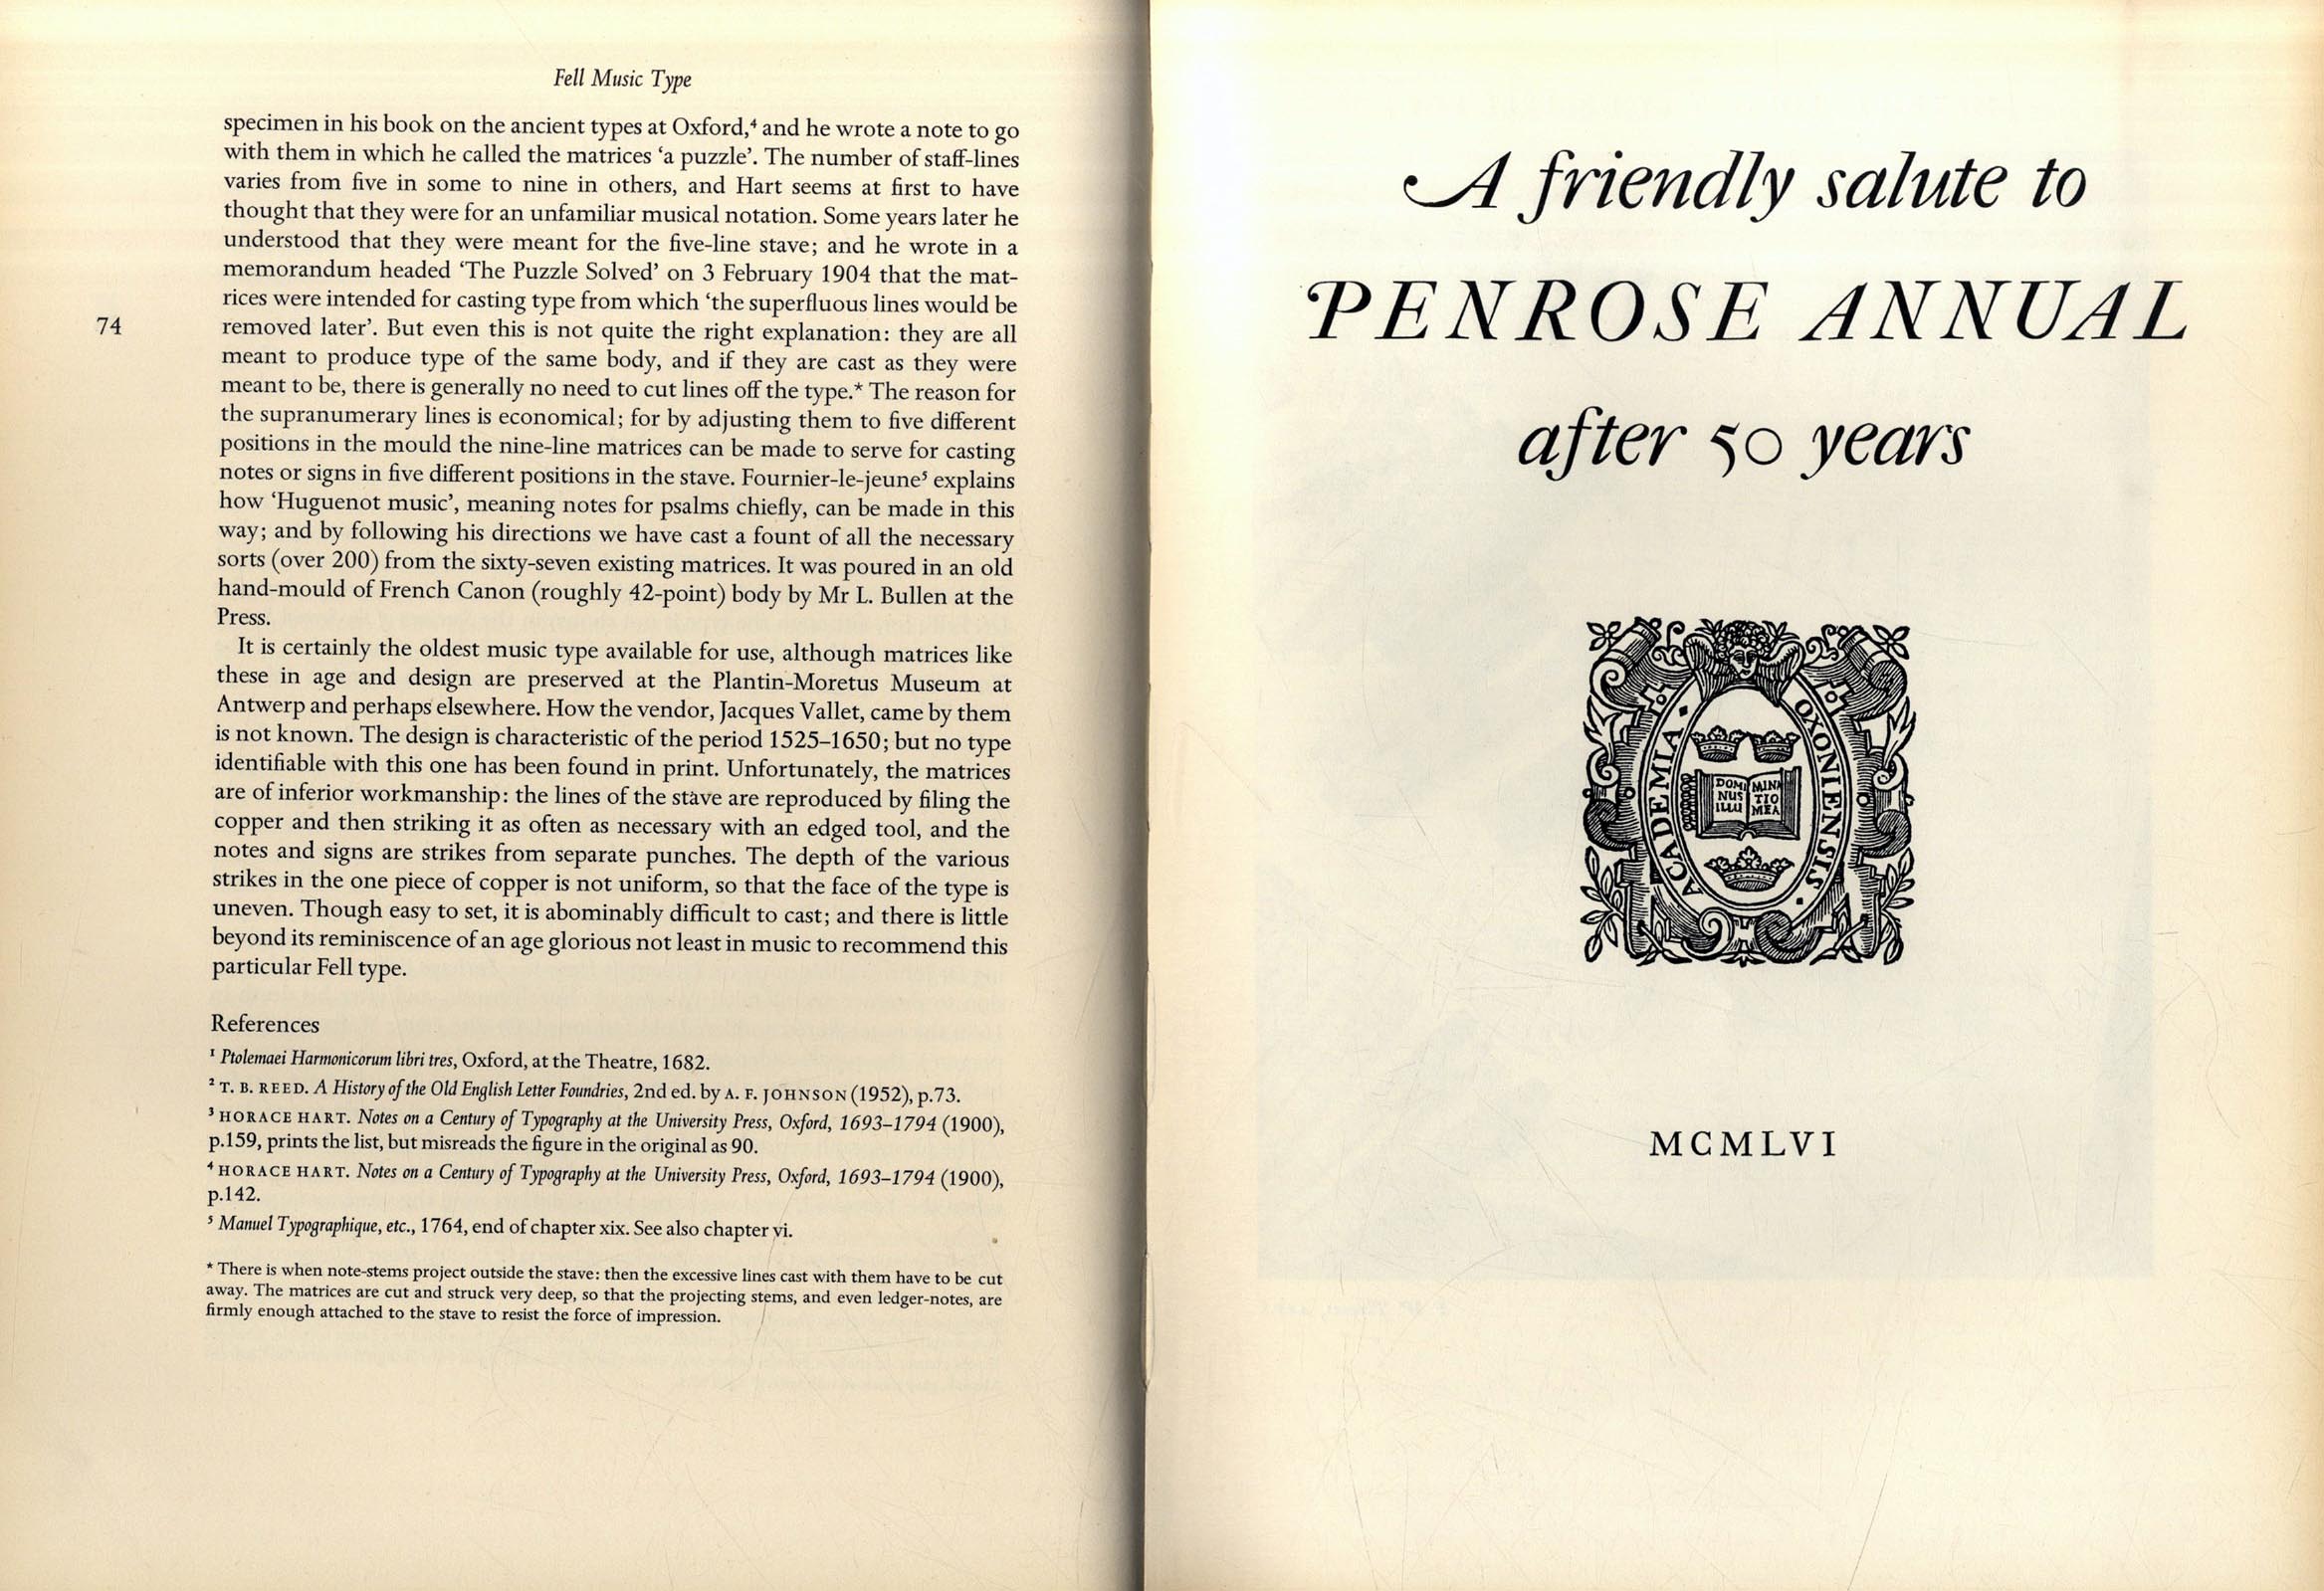 Fell Music Type
specimen in his book on the ancient types at Oxford,⁴ and he wrote a note to go
with them in which he called the matrices ‘a puzzle’. The number of staff-lines
varies from five in some to nine in others, and Hart seems at first to have
thought that they were for an unfamiliar musical notation. Some years later he
understood that they were meant for the five-line stave; and he wrote in a
memorandum headed ‘The Puzzle Solved’ on 3 February 1904 that the mat-
rices were intended for casting type from which ‘the superfluous lines would be
74
removed later’. But even this is not quite the right explanation: they are all
meant to produce type of the same body, and if they are cast as they were
meant to be, there is generally no need to cut lines off the type.* The reason for
the supranumerary lines is economical; for by adjusting them to five different
positions in the mould the nine-line matrices can be made to serve for casting
notes or signs in five different positions in the stave. Fournier-le-jeune⁵ explains
how ‘Huguenot music’, meaning notes for psalms chiefly, can be made in this
way; and by following his directions we have cast a fount of all the necessary
sorts (over 200) from the sixty-seven existing matrices. It was poured in an old
hand-mould of French Canon (roughly 42-point) body by Mr L. Bullen at the
Press.
It is certainly the oldest music type available for use, although matrices like
these in age and design are preserved at the Plantin-Moretus Museum at
Antwerp and perhaps elsewhere. How the vendor, Jacques Vallet, came by them
is not known. The design is characteristic of the period 1525–1650; but no type
identifiable with this one has been found in print. Unfortunately, the matrices
are of inferior workmanship: the lines of the stave are reproduced by filing the
copper and then striking it as often as necessary with an edged tool, and the
notes and signs are strikes from separate punches. The depth of the various
strikes in the one piece of copper is not uniform, so that the face of the type is
uneven. Though easy to set, it is abominably difficult to cast; and there is little
beyond its reminiscence of an age glorious not least in music to recommend this
particular Fell type.
References
¹ Ptolemaei Harmonicorum libri tres, Oxford, at the Theatre, 1682.
² T. B. REED. A History of the Old English Letter Foundries, 2nd ed. by A. F. JOHNSON (1952), p.73.
³ HORACE HART. Notes on a Century of Typography at the University Press, Oxford, 1693–1794 (1900),
p.159, prints the list, but misreads the figure in the original as 90.
⁴ HORACE HART. Notes on a Century of Typography at the University Press, Oxford, 1693–1794 (1900),
p.142.
⁵ Manuel Typographique, etc., 1764, end of chapter xix. See also chapter vi.
* There is when note-stems project outside the stave: then the excessive lines cast with them have to be cut
away. The matrices are cut and struck very deep, so that the projecting stems, and even ledger-notes, are
firmly enough attached to the stave to resist the force of impression.
A friendly salute to
PENROSE ANNUAL
after 50 years
ACADEMIA · OXONIENSIS ·
DOMI MINA
NUS TIO
ILLU MEA
MCMLVI